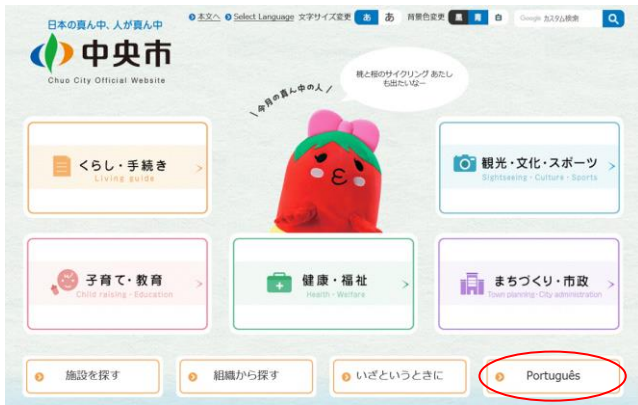 日本の真ん中、人が真ん中
中央市
Chuo City Official Website
本文へ Select Language 文字サイズ変更 あ あ 背景色変更 黒 青 白 Google カスタム検索
今月の真ん中の人
桃と桜のサイクリング あたし
も出たいなー
くらし・手続き
Living guide
観光・文化・スポーツ
Sightseeing・Culture・Sports
子育て・教育
Child raising・Education
健康・福祉
Health・Welfare
まちづくり・市政
Town planning・City administration
施設を探す
組織から探す
いざというときに
Português